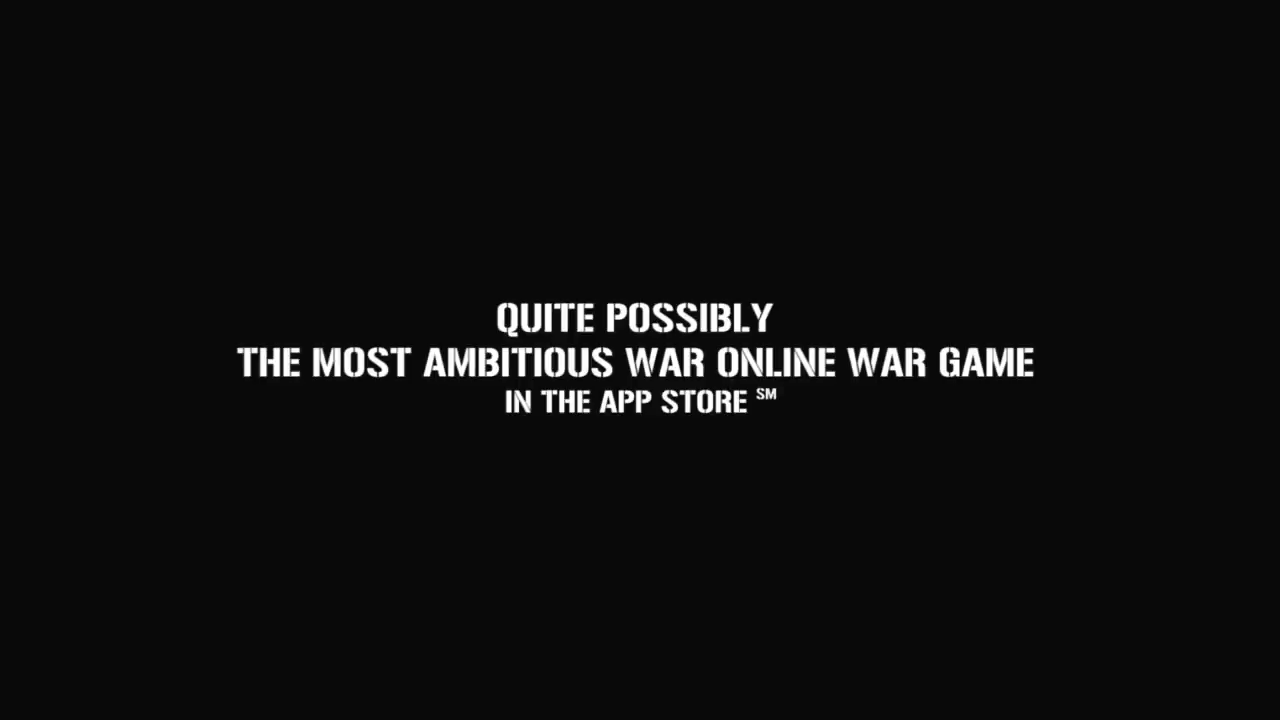 QUITE POSSIBLY
THE MOST AMBITIOUS WAR ONLINE WAR GAME
IN THE APP STORE ℠